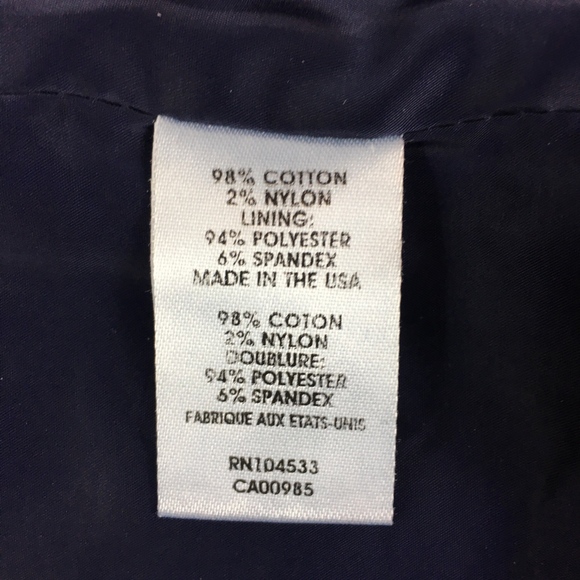 98% COTTON
2% NYLON
LINING:
94% POLYESTER
6% SPANDEX
MADE IN THE USA
98% COTON
2% NYLON
DOUBLURE:
94% POLYESTER
6% SPANDEX
FABRIQUE AUX ETATS-UNIS
RN104533
CA00985